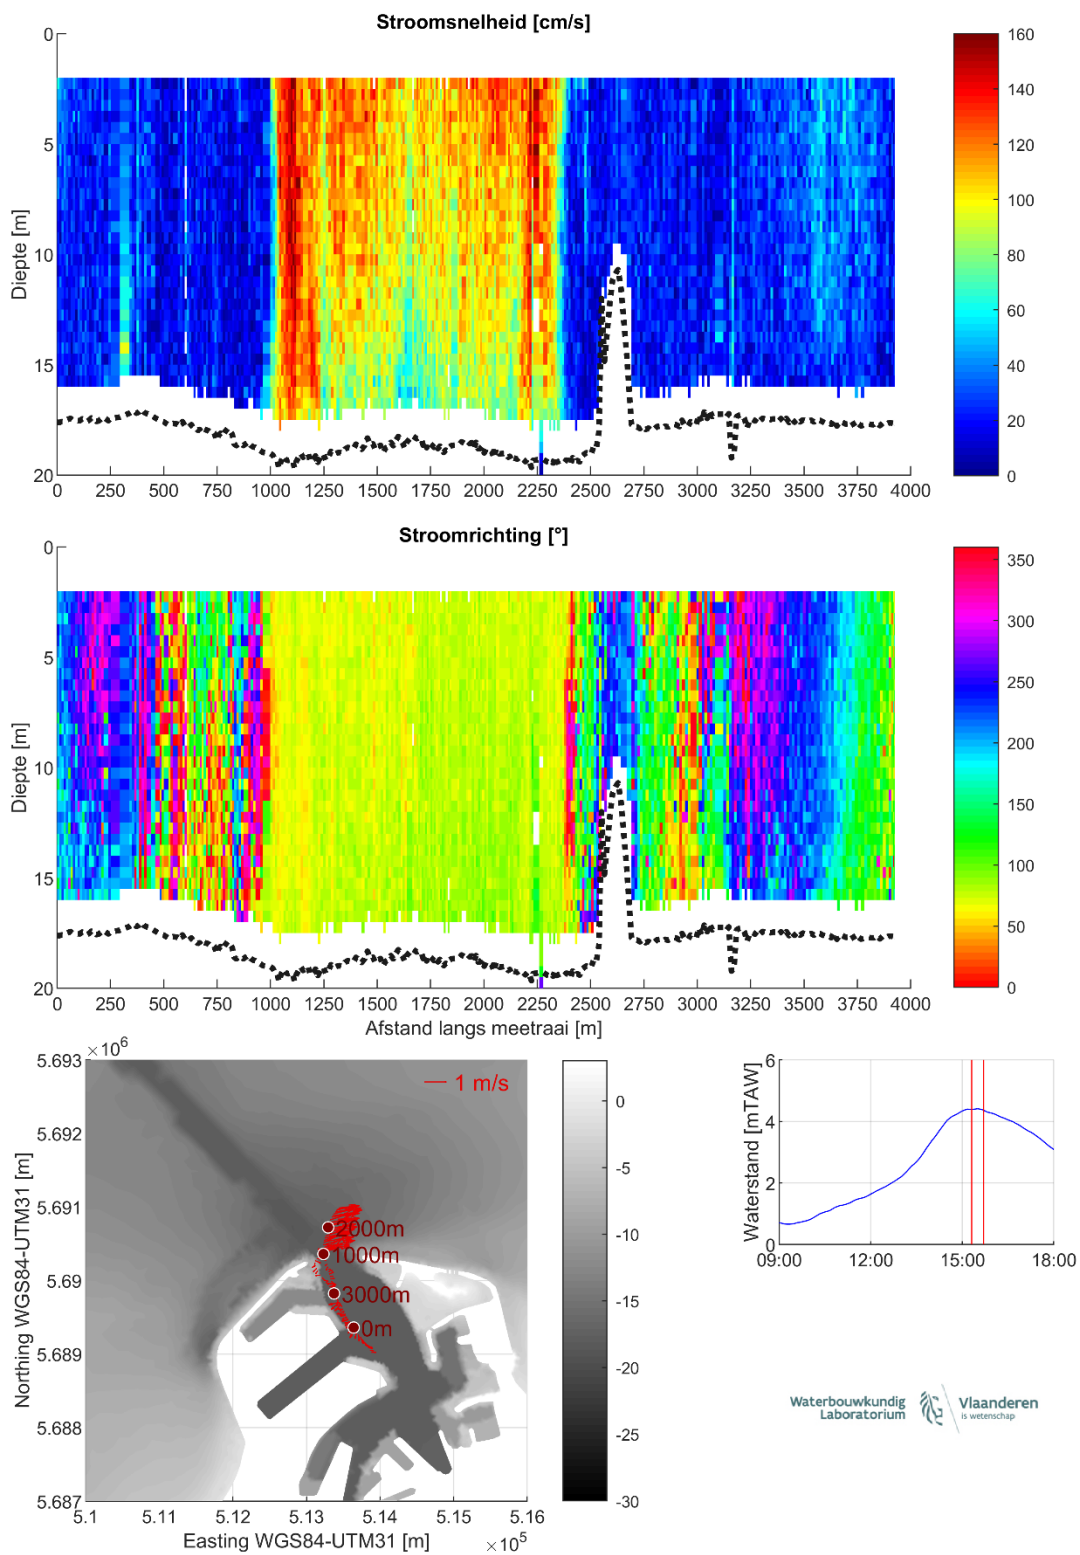 Stroomsnelheid [cm/s]
Diepte [m]
0
5
10
15
20
0 250 500 750 1000 1250 1500 1750 2000 2250 2500 2750 3000 3250 3500 3750 4000
160
140
120
100
80
60
40
20
0
Stroomrichting [°]
Diepte [m]
0
5
10
15
20
0 250 500 750 1000 1250 1500 1750 2000 2250 2500 2750 3000 3250 3500 3750 4000
Afstand langs meetraai [m]
350
300
250
200
150
100
50
0
×10⁶
Northing WGS84-UTM31 [m]
5.693
5.692
5.691
5.69
5.689
5.688
5.687
1 m/s
2000m
1000m
3000m
0m
5.1 5.11 5.12 5.13 5.14 5.15 5.16
Easting WGS84-UTM31 [m]
×10⁵
0
-5
-10
-15
-20
-25
-30
Waterstand [mTAW]
6
4
2
0
09:00 12:00 15:00 18:00
Waterbouwkundig
Laboratorium
Vlaanderen
is wetenschap